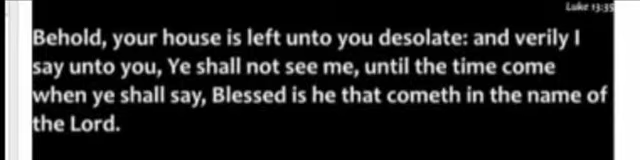 Luke 13:35
Behold, your house is left unto you desolate: and verily I
say unto you, Ye shall not see me, until the time come
when ye shall say, Blessed is he that cometh in the name of
the Lord.